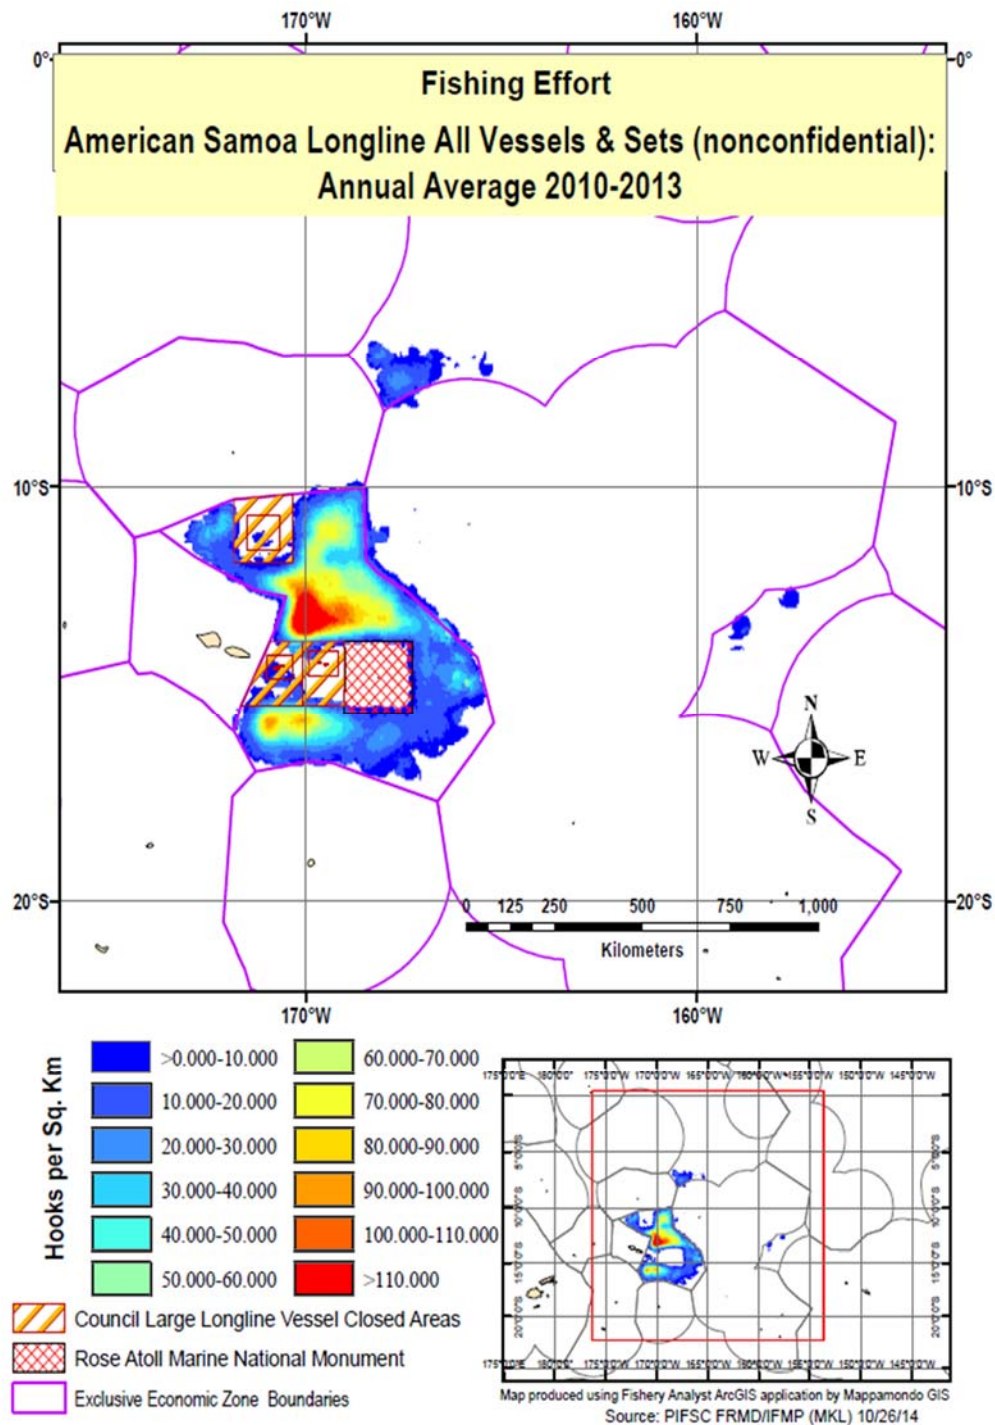 170°W 160°W
0° 0°
Fishing Effort
American Samoa Longline All Vessels & Sets (nonconfidential):
Annual Average 2010-2013
10°S 10°S
N
W E
S
20°S 20°S
0 125 250 500 750 1,000
Kilometers
170°W 160°W
Hooks per Sq. Km
>0.000-10.000
10.000-20.000
20.000-30.000
30.000-40.000
40.000-50.000
50.000-60.000
60.000-70.000
70.000-80.000
80.000-90.000
90.000-100.000
100.000-110.000
>110.000
Council Large Longline Vessel Closed Areas
Rose Atoll Marine National Monument
Exclusive Economic Zone Boundaries
Map produced using Fishery Analyst ArcGIS application by Mappamondo GIS
Source: PIFSC FRMD/IFMP (MKL) 10/26/14